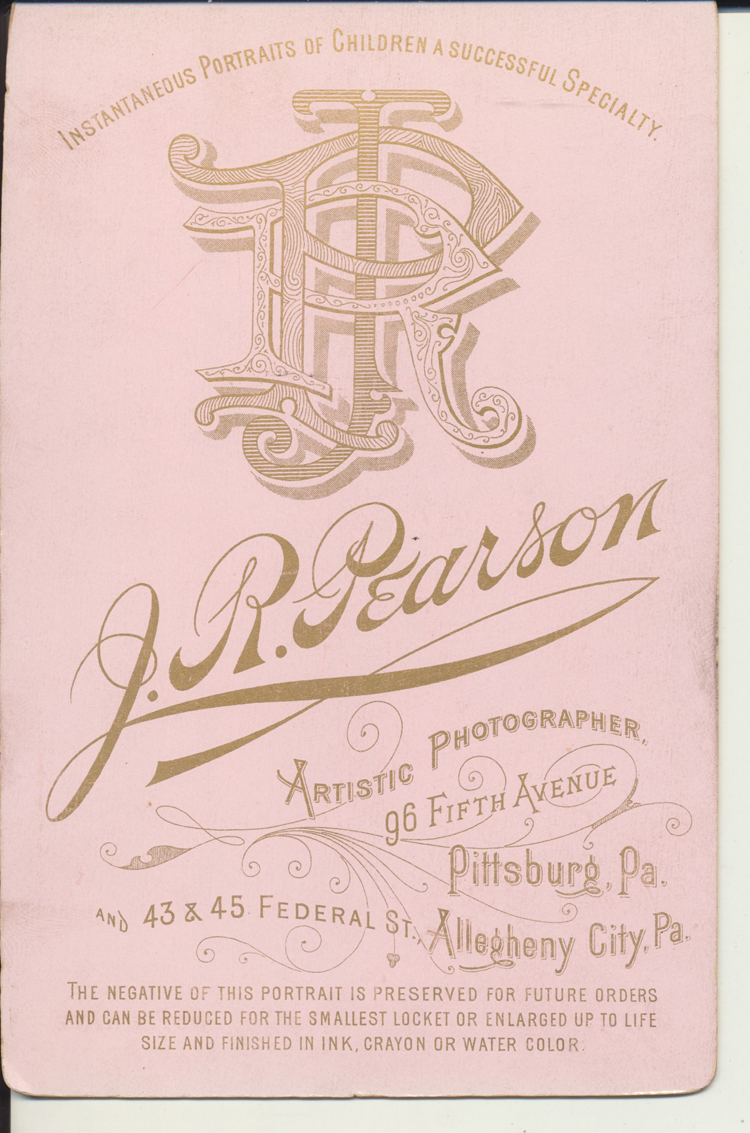 Instantaneous Portraits of Children a successful Specialty.
JRP
J. R. Pearson
Artistic Photographer,
96 Fifth Avenue
Pittsburg, Pa.
and 43 & 45 Federal St., Allegheny City, Pa.
The negative of this portrait is preserved for future orders
and can be reduced for the smallest locket or enlarged up to life
size and finished in ink, crayon or water color.